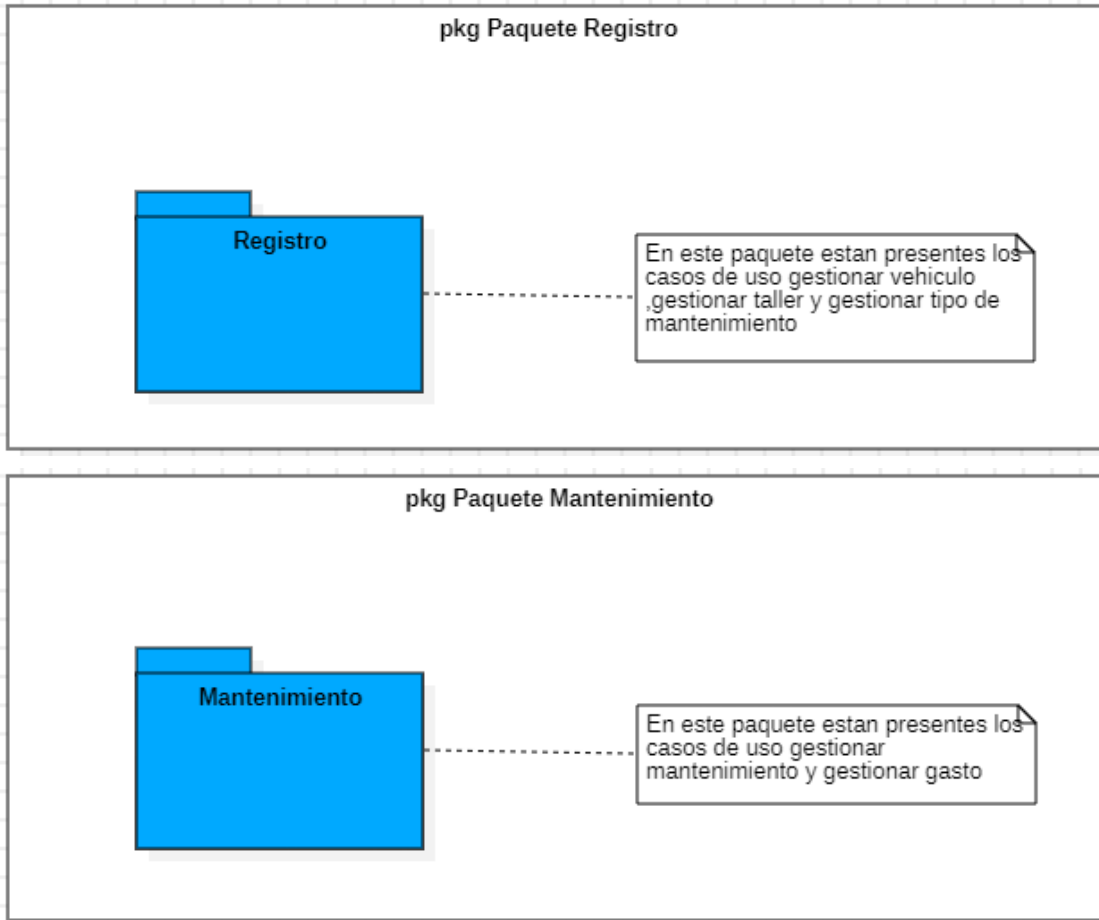 pkg Paquete Registro
Registro
En este paquete estan presentes los
casos de uso gestionar vehiculo
,gestionar taller y gestionar tipo de
mantenimiento
pkg Paquete Mantenimiento
Mantenimiento
En este paquete estan presentes los
casos de uso gestionar
mantenimiento y gestionar gasto